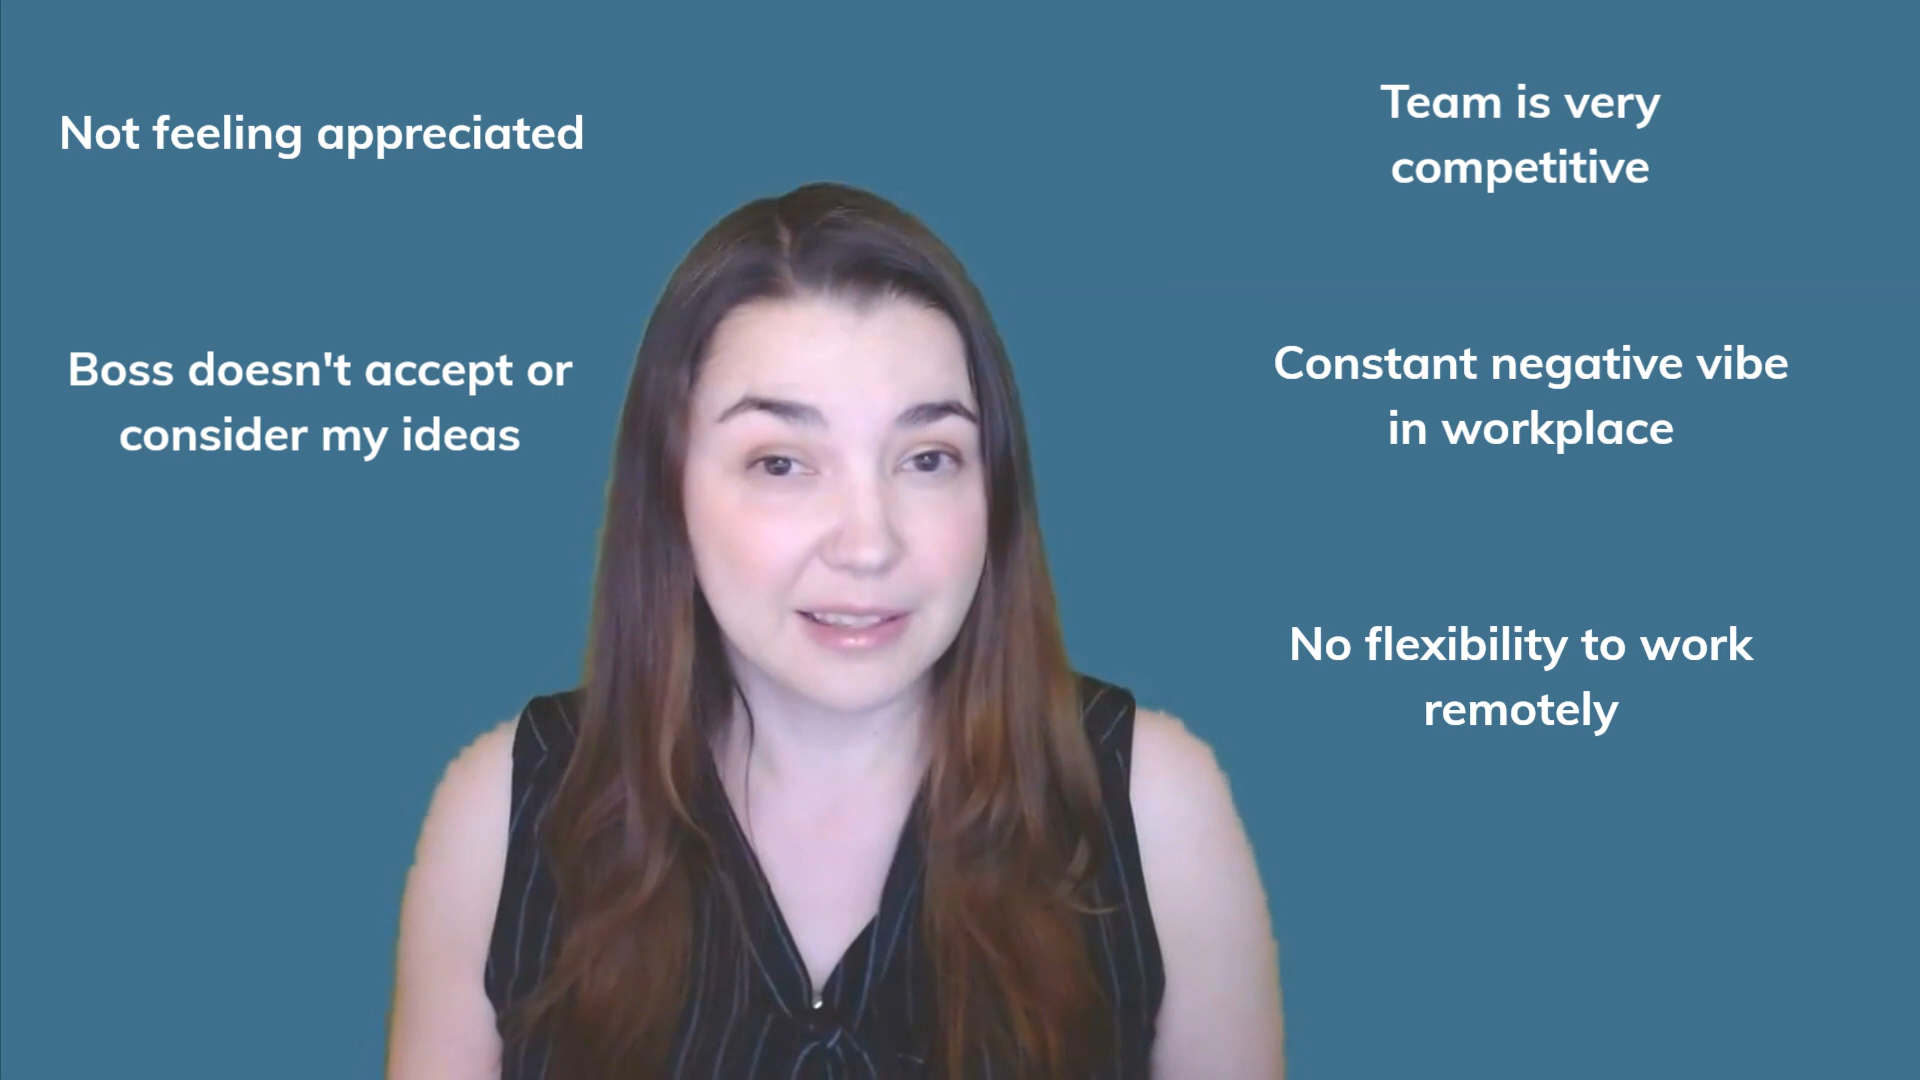 Not feeling appreciated
Boss doesn't accept or
consider my ideas
Team is very
competitive
Constant negative vibe
in workplace
No flexibility to work
remotely